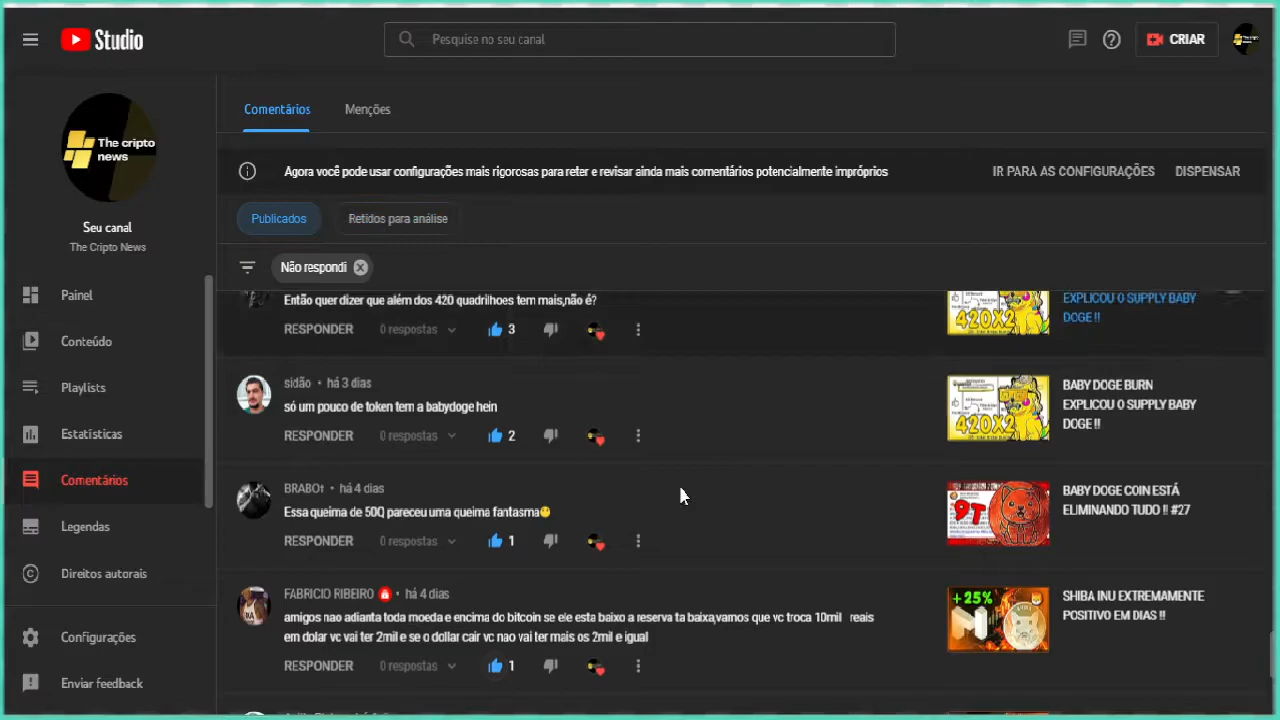 Studio
Pesquise no seu canal
CRIAR
The cripto
news
Seu canal
The Cripto News
Painel
Conteúdo
Playlists
Estatísticas
Comentários
Legendas
Direitos autorais
Configurações
Enviar feedback
Comentários
Menções
Agora você pode usar configurações mais rigorosas para reter e revisar ainda mais comentários potencialmente impróprios
IR PARA AS CONFIGURAÇÕES
DISPENSAR
Publicados
Retidos para análise
Não respondi
Então quer dizer que além dos 420 quadrilhoes tem mais,não é?
RESPONDER
0 respostas
3
420X2
EXPLICOU O SUPPLY BABY
DOGE !!
sidão • há 3 dias
só um pouco de token tem a babydoge hein
RESPONDER
0 respostas
2
420X2
BABY DOGE BURN
EXPLICOU O SUPPLY BABY
DOGE !!
BRABO† • há 4 dias
Essa queima de 50Q pareceu uma queima fantasma
RESPONDER
0 respostas
1
9T
BABY DOGE COIN ESTÁ
ELIMINANDO TUDO !! #27
FABRICIO RIBEIRO • há 4 dias
amigos nao adianta toda moeda e encima do bitcoin se ele esta baixo a reserva ta baixa,vamos que vc troca 10mil reais
em dolar vc vai ter 2mil e se o dollar cair vc nao vai ter mais os 2mil e igual
RESPONDER
0 respostas
1
+25%
SHIBA INU EXTREMAMENTE
POSITIVO EM DIAS !!